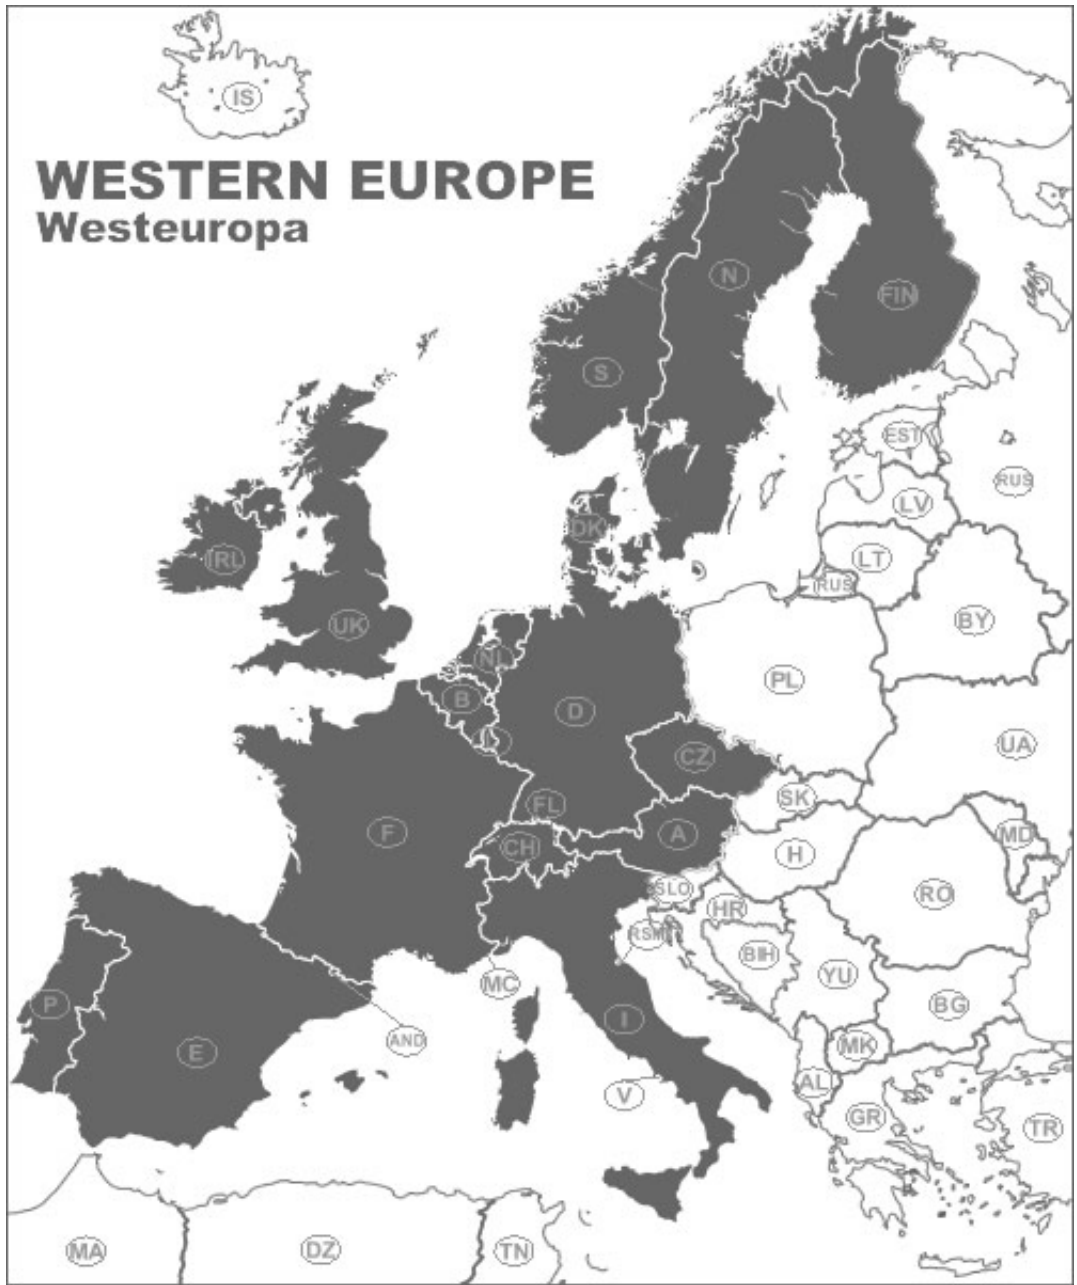 IS
WESTERN EUROPE
Westeuropa
N
FIN
S
EST
RUS
LV
DK
IRL
LT
RUS
UK
BY
NL
PL
B
D
L
UA
CZ
SK
FL
F
CH
A
MD
H
SLO
RO
HR
RSM
BIH
YU
MC
P
BG
I
AND
E
MK
AL
V
GR
TR
MA
DZ
TN